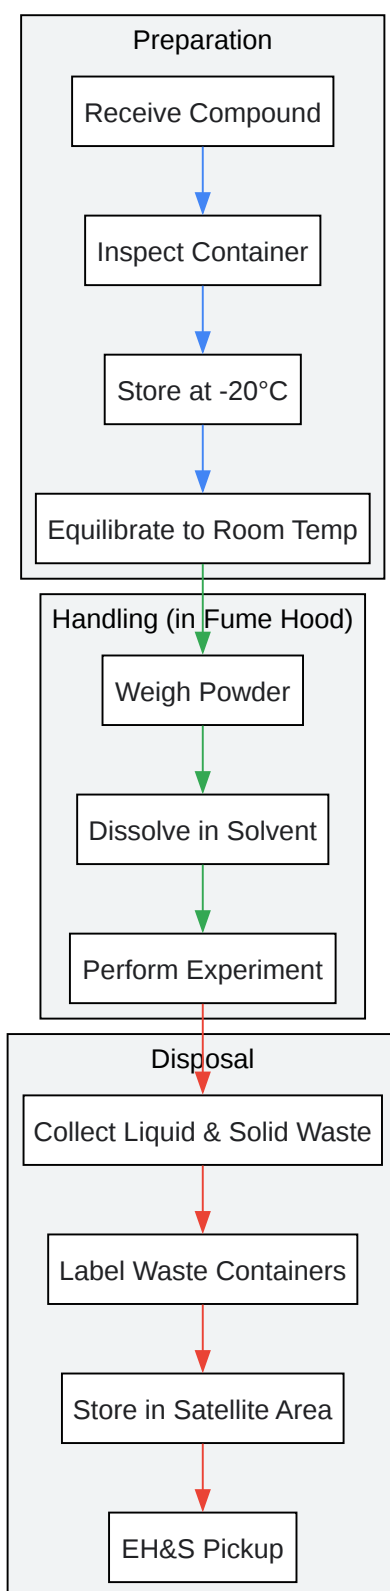 Preparation
Receive Compound
Inspect Container
Store at -20°C
Equilibrate to Room Temp
Handling (in Fume Hood)
Weigh Powder
Dissolve in Solvent
Perform Experiment
Disposal
Collect Liquid & Solid Waste
Label Waste Containers
Store in Satellite Area
EH&S Pickup